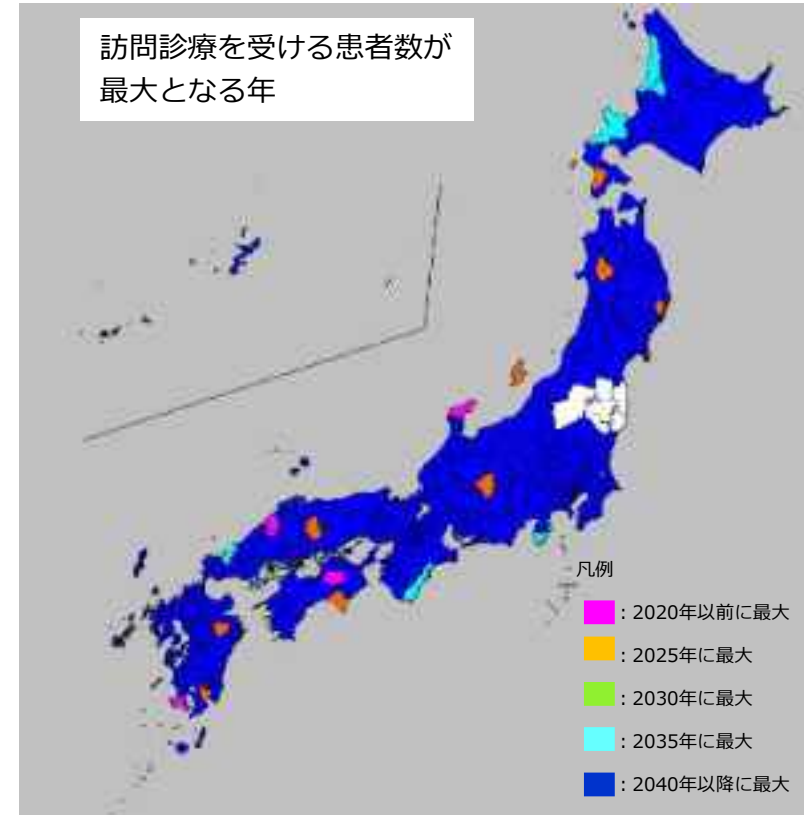 訪問診療を受ける患者数が
最大となる年
凡例
：2020年以前に最大
：2025年に最大
：2030年に最大
：2035年に最大
：2040年以降に最大